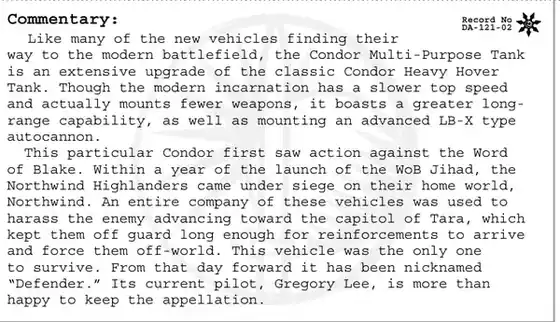 Commentary:
Record No
DA-121-02
Like many of the new vehicles finding their
way to the modern battlefield, the Condor Multi-Purpose Tank
is an extensive upgrade of the classic Condor Heavy Hover
Tank. Though the modern incarnation has a slower top speed
and actually mounts fewer weapons, it boasts a greater long-
range capability, as well as mounting an advanced LB-X type
autocannon.
This particular Condor first saw action against the Word
of Blake. Within a year of the launch of the WoB Jihad, the
Northwind Highlanders came under siege on their home world,
Northwind. An entire company of these vehicles was used to
harass the enemy advancing toward the capitol of Tara, which
kept them off guard long enough for reinforcements to arrive
and force them off-world. This vehicle was the only one
to survive. From that day forward it has been nicknamed
“Defender.” Its current pilot, Gregory Lee, is more than
happy to keep the appellation.